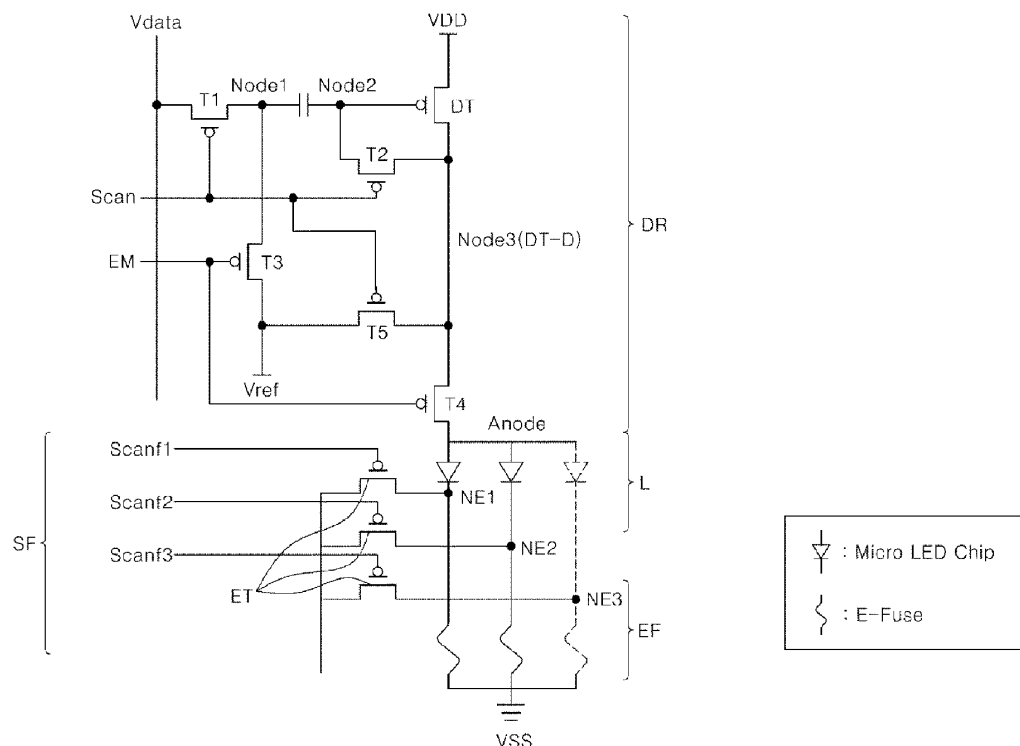 Vdata
VDD
Node1
Node2
T1
DT
T2
Scan
Node3(DT-D)
DR
EM
T3
T5
Vref
T4
Anode
Scanf1
L
NE1
Scanf2
SF
NE2
Scanf3
ET
NE3
EF
VSS
: Micro LED Chip
: E-Fuse